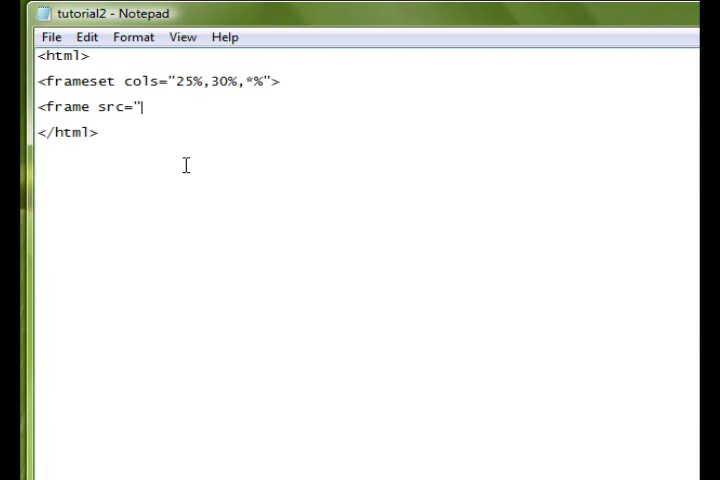 tutorial2 - Notepad
File Edit Format View Help
<html>
<frameset cols="25%,30%,*%">
<frame src="
</html>